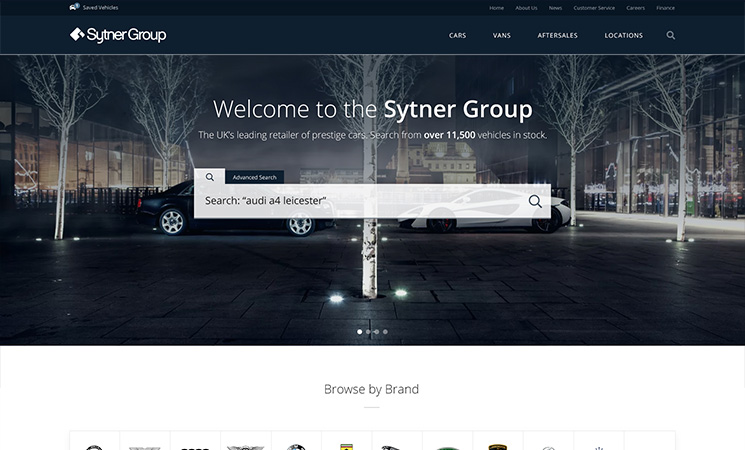 Saved Vehicles
Home About Us News Customer Service Careers Finance
Sytner Group
CARS VANS AFTERSALES LOCATIONS
Welcome to the Sytner Group
The UK's leading retailer of prestige cars. Search from over 11,500 vehicles in stock.
Advanced Search
Search: “audi a4 leicester”
Browse by Brand